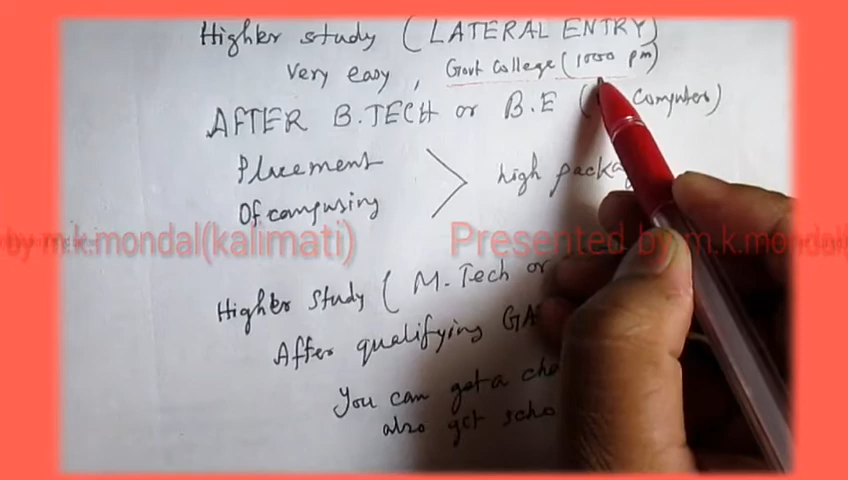 Higher study (LATERAL ENTRY)
Very easy, Govt College (1000 pm)
AFTER B.TECH or B.E ( computer)
Placement
high packag
Of campusing
by m.k.mondal(kalimati) Presented by m.k.mondal(
Higher study ( M.Tech or
After qualifying GA
You can get a cha
also get scho